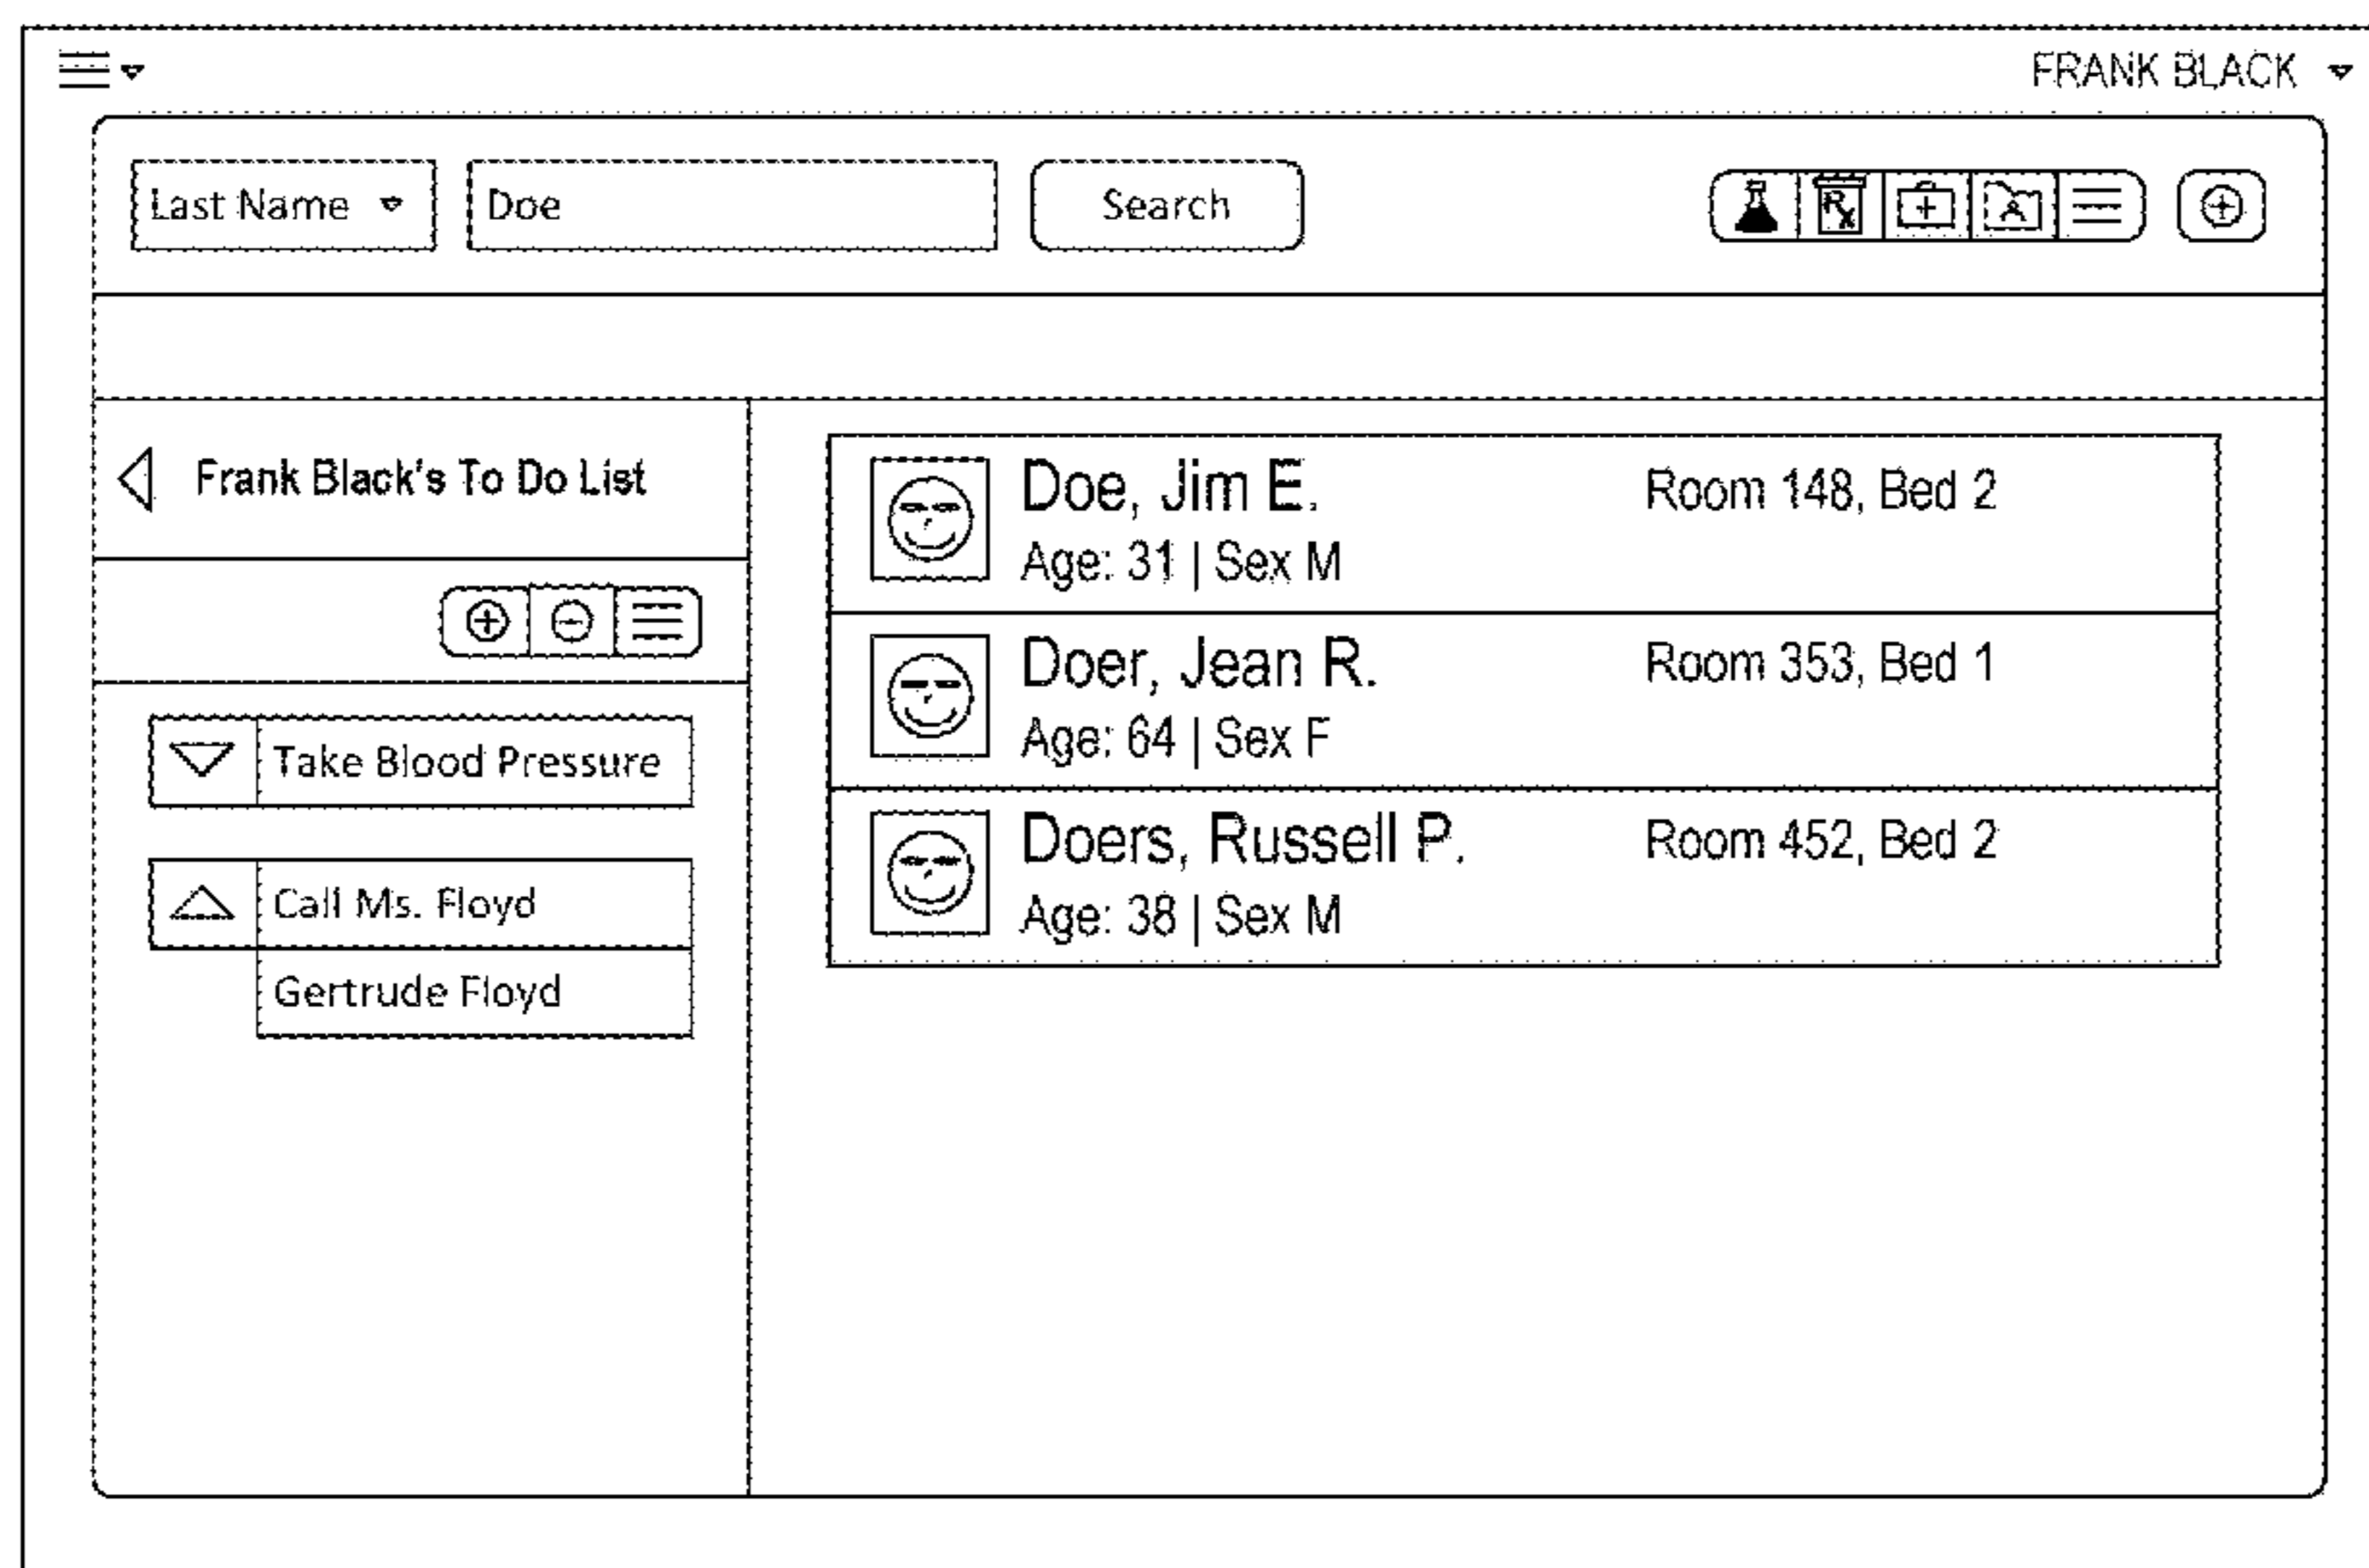 FRANK BLACK
Last Name Doe Search
Rx
Frank Black's To Do List
Take Blood Pressure
Call Ms. Floyd
Gertrude Floyd
Doe, Jim E. Room 148, Bed 2
Age: 31 | Sex M
Doer, Jean R. Room 353, Bed 1
Age: 64 | Sex F
Doers, Russell P. Room 452, Bed 2
Age: 38 | Sex M